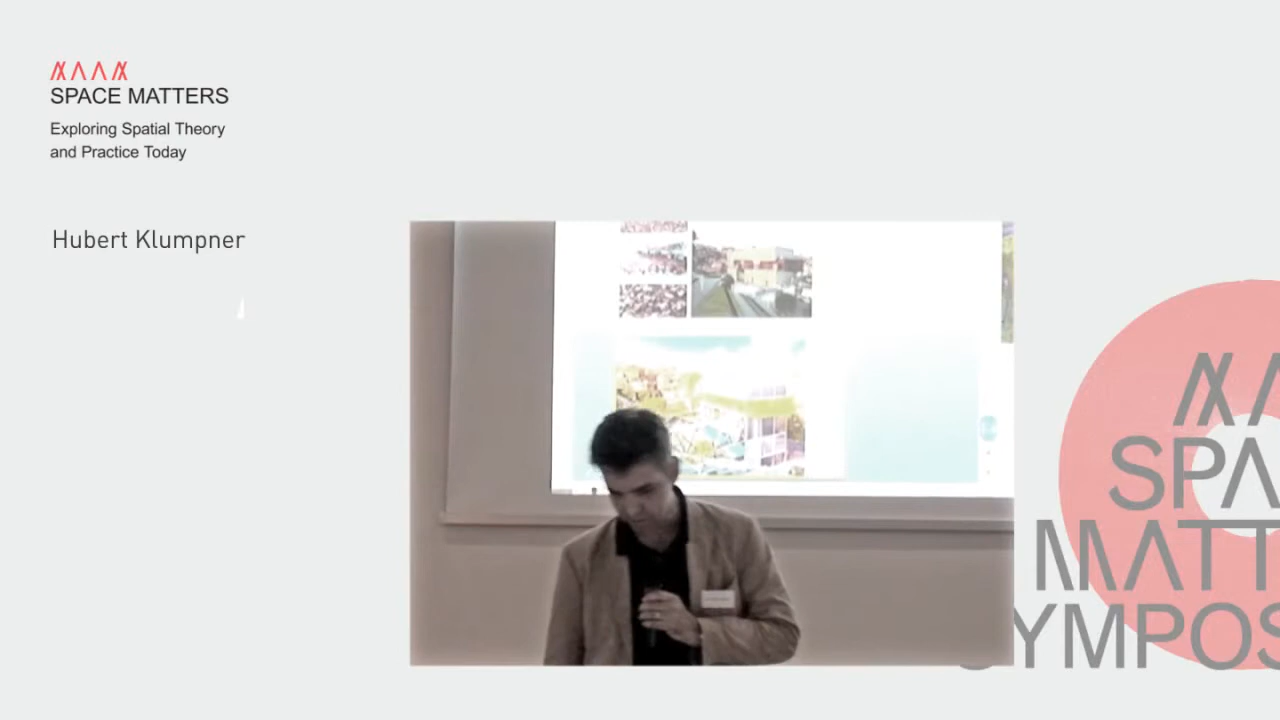 SPACE MATTERS
Exploring Spatial Theory
and Practice Today
Hubert Klumpner
SPA
MATT
YMPOS